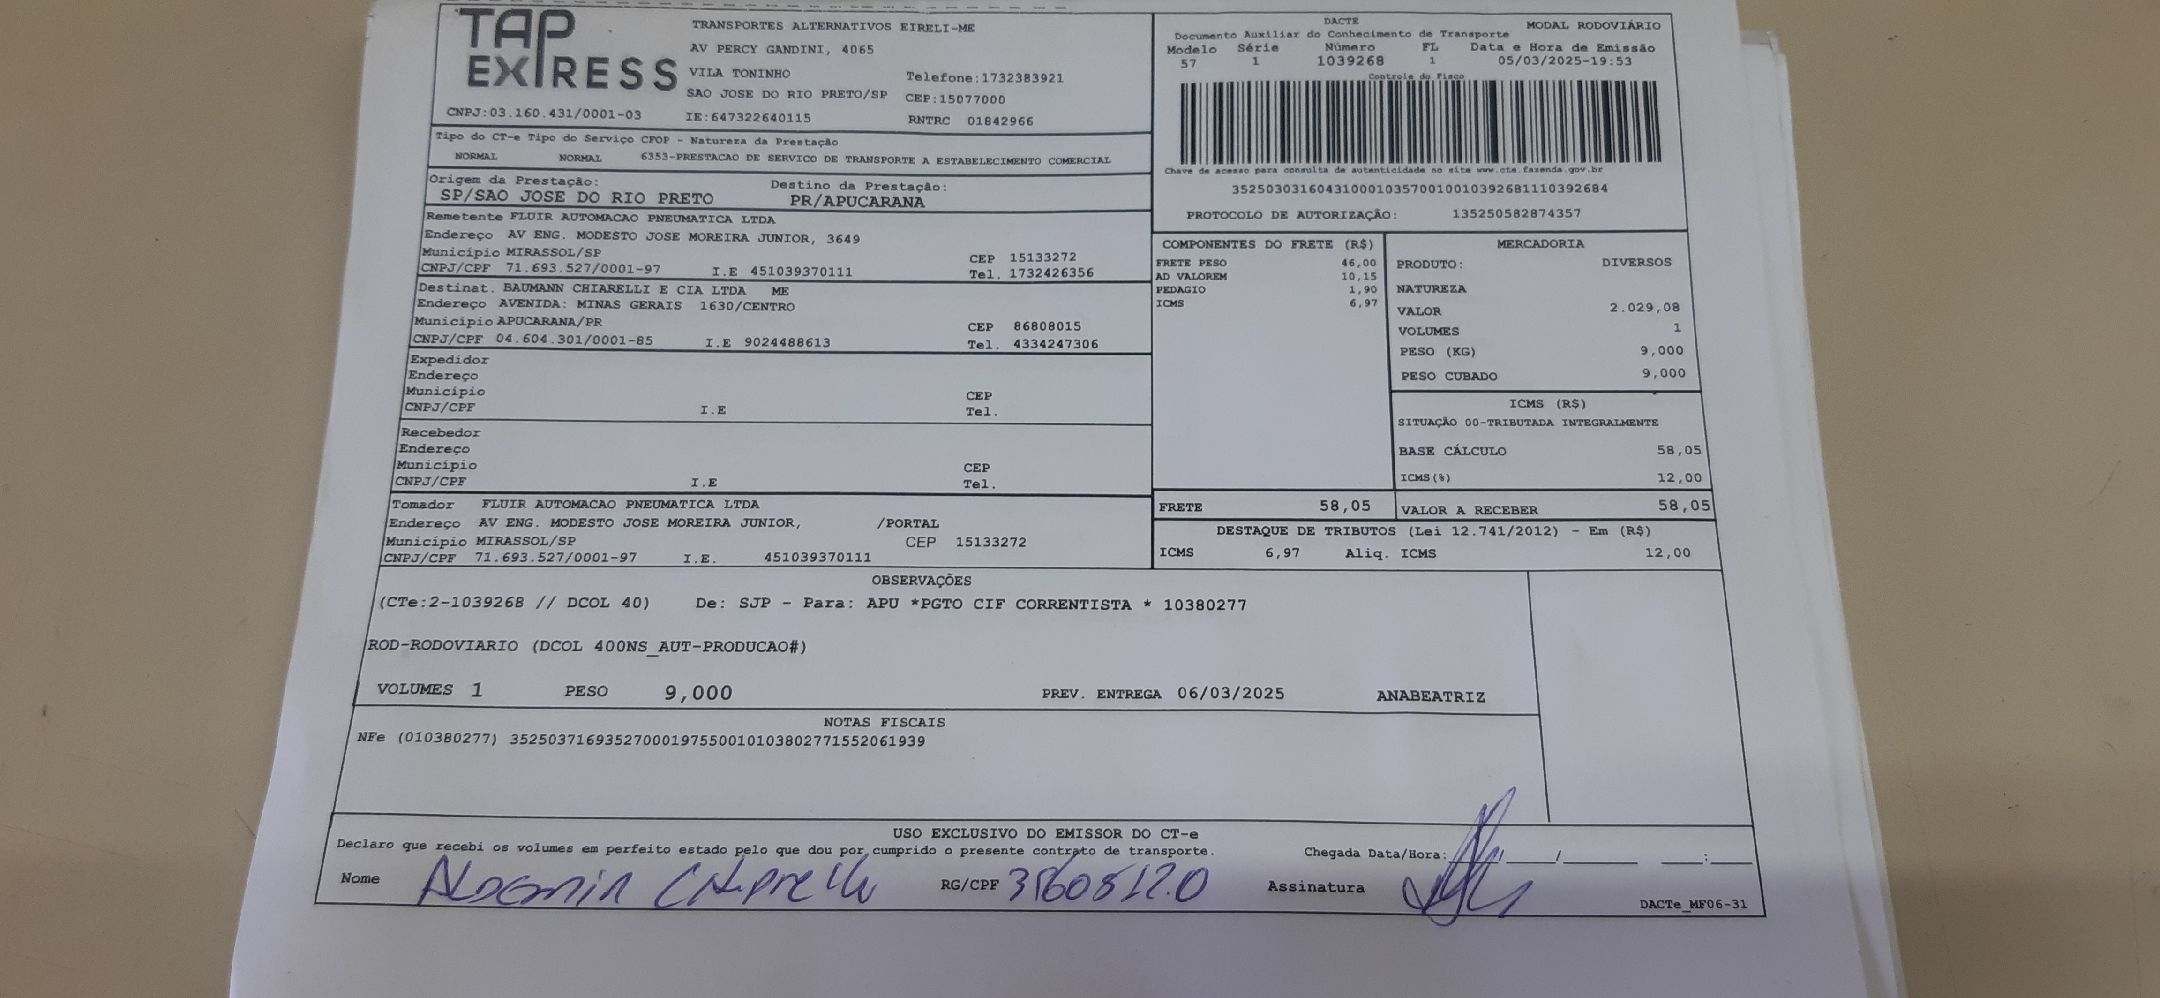 TAP EXPRESS
TRANSPORTES ALTERNATIVOS EIRELI-ME
AV PERCY GANDINI, 4065
VILA TONINHO
Telefone:1732383921
SAO JOSE DO RIO PRETO/SP CEP:15077000
CNPJ:03.160.431/0001-03 IE:647322640115 RNTRC 01842966
DACTE MODAL RODOVIÁRIO
Documento Auxiliar do Conhecimento de Transporte
Modelo Série Número FL Data e Hora de Emissão
57 1 1039268 1 05/03/2025-19:53
Controle do Fisco
Chave de acesso para consulta de autenticidade no site www.cte.fazenda.gov.br
35250303160431000103570010010392681110392684
PROTOCOLO DE AUTORIZAÇÃO: 135250582874357
Tipo do CT-e Tipo do Serviço CFOP - Natureza da Prestação
NORMAL NORMAL 6353-PRESTACAO DE SERVICO DE TRANSPORTE A ESTABELECIMENTO COMERCIAL
Origem da Prestação: Destino da Prestação:
SP/SAO JOSE DO RIO PRETO PR/APUCARANA
Remetente FLUIR AUTOMACAO PNEUMATICA LTDA
Endereço AV ENG. MODESTO JOSE MOREIRA JUNIOR, 3649
Município MIRASSOL/SP CEP 15133272
CNPJ/CPF 71.693.527/0001-97 I.E 451039370111 Tel. 1732426356
Destinat. BAUMANN CHIARELLI E CIA LTDA ME
Endereço AVENIDA: MINAS GERAIS 1630/CENTRO
Município APUCARANA/PR CEP 86808015
CNPJ/CPF 04.604.301/0001-85 I.E 9024488613 Tel. 4334247306
Expedidor
Endereço
Município CEP
CNPJ/CPF I.E Tel.
Recebedor
Endereço
Município CEP
CNPJ/CPF I.E Tel.
Tomador FLUIR AUTOMACAO PNEUMATICA LTDA
Endereço AV ENG. MODESTO JOSE MOREIRA JUNIOR, /PORTAL
Município MIRASSOL/SP CEP 15133272
CNPJ/CPF 71.693.527/0001-97 I.E. 451039370111
COMPONENTES DO FRETE (R$)
FRETE PESO 46,00
AD VALOREM 10,15
PEDAGIO 1,90
ICMS 6,97
MERCADORIA
PRODUTO: DIVERSOS
NATUREZA
VALOR 2.029,08
VOLUMES 1
PESO (KG) 9,000
PESO CUBADO 9,000
ICMS (R$)
SITUAÇÃO 00-TRIBUTADA INTEGRALMENTE
BASE CÁLCULO 58,05
ICMS(%) 12,00
FRETE 58,05 VALOR A RECEBER 58,05
DESTAQUE DE TRIBUTOS (Lei 12.741/2012) - Em (R$)
ICMS 6,97 Aliq. ICMS 12,00
OBSERVAÇÕES
(CTe:2-1039268 // DCOL 40) De: SJP - Para: APU *PGTO CIF CORRENTISTA * 10380277
ROD-RODOVIARIO (DCOL 400NS_AUT-PRODUCAO#)
VOLUMES 1 PESO 9,000 PREV. ENTREGA 06/03/2025 ANABEATRIZ
NOTAS FISCAIS
NFe (010380277) 35250371693527000197550010103802771552061939
USO EXCLUSIVO DO EMISSOR DO CT-e
Declaro que recebi os volumes em perfeito estado pelo que dou por cumprido o presente contrato de transporte. Chegada Data/Hora: / / :
Nome RG/CPF Assinatura
DACTe_MF06-31